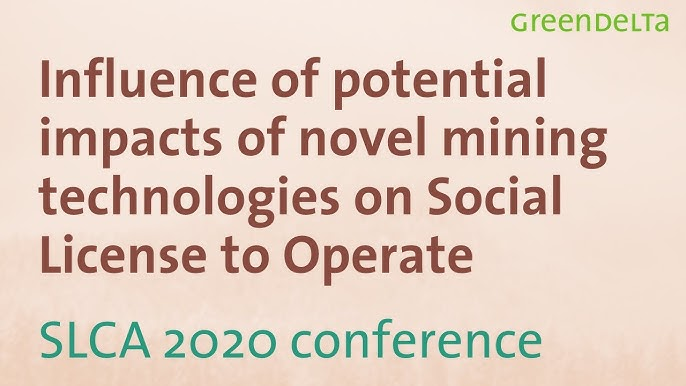 GreenDeLTa
Influence of potential
impacts of novel mining
technologies on Social
License to Operate
SLCA 2020 conference